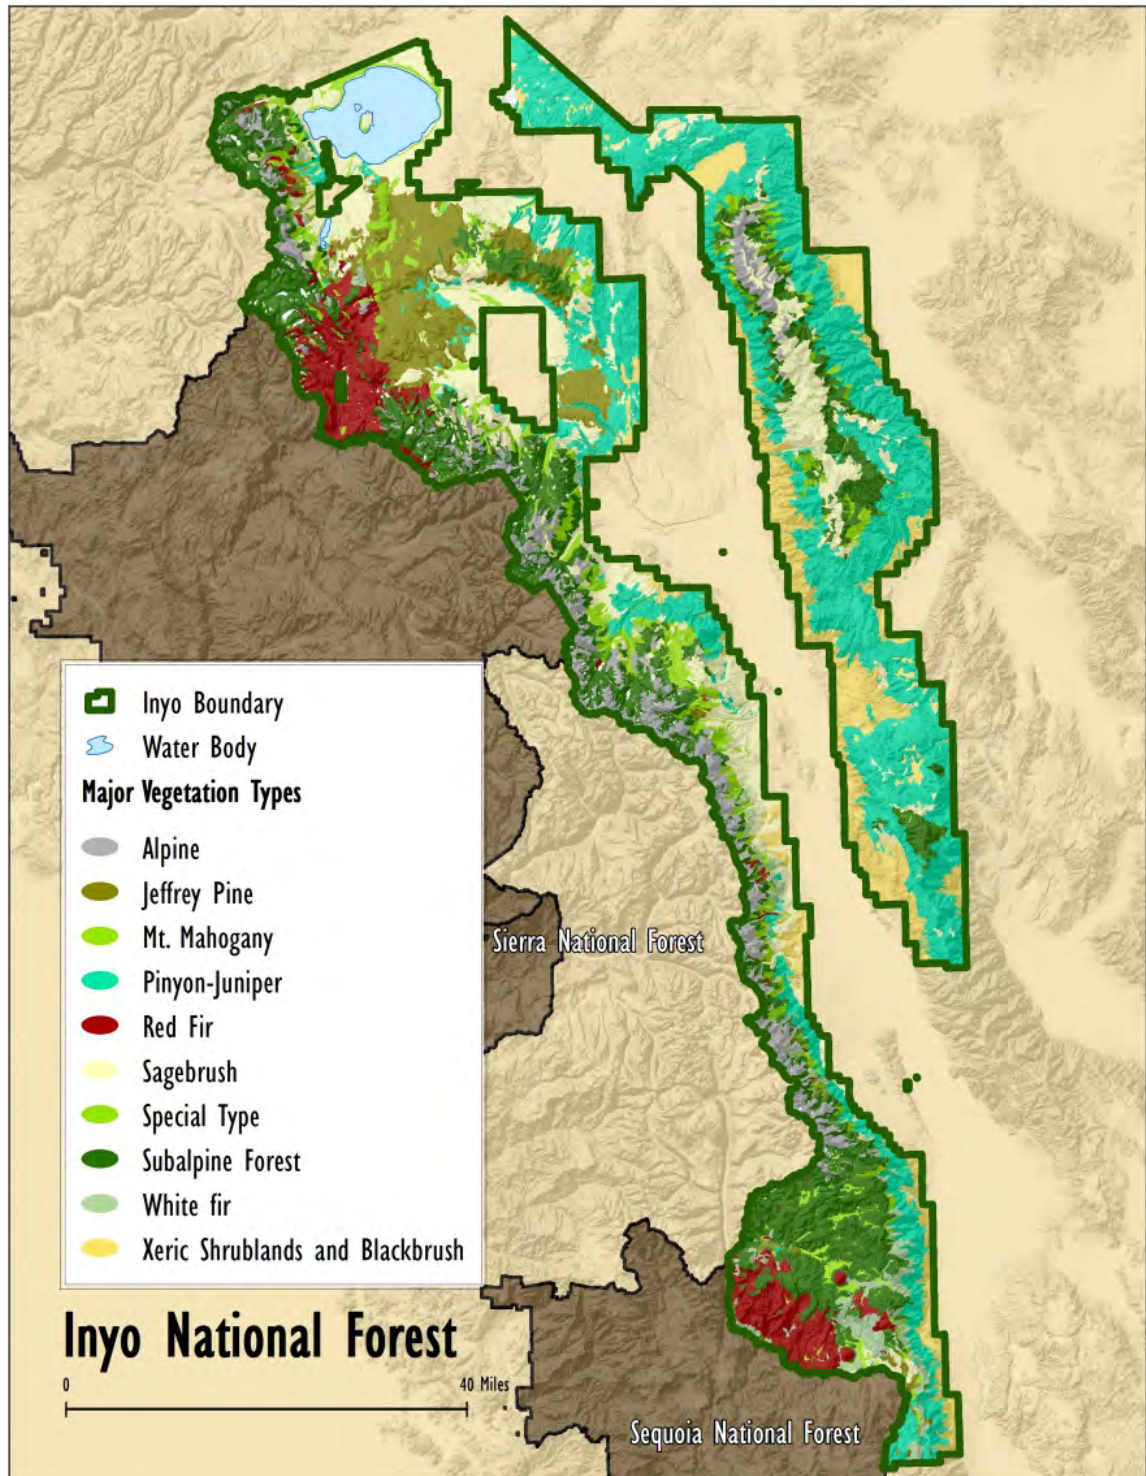 Inyo Boundary
Water Body
Major Vegetation Types
Alpine
Jeffrey Pine
Mt. Mahogany
Pinyon-Juniper
Red Fir
Sagebrush
Special Type
Subalpine Forest
White fir
Xeric Shrublands and Blackbrush
Sierra National Forest
Inyo National Forest
0 40 Miles
Sequoia National Forest